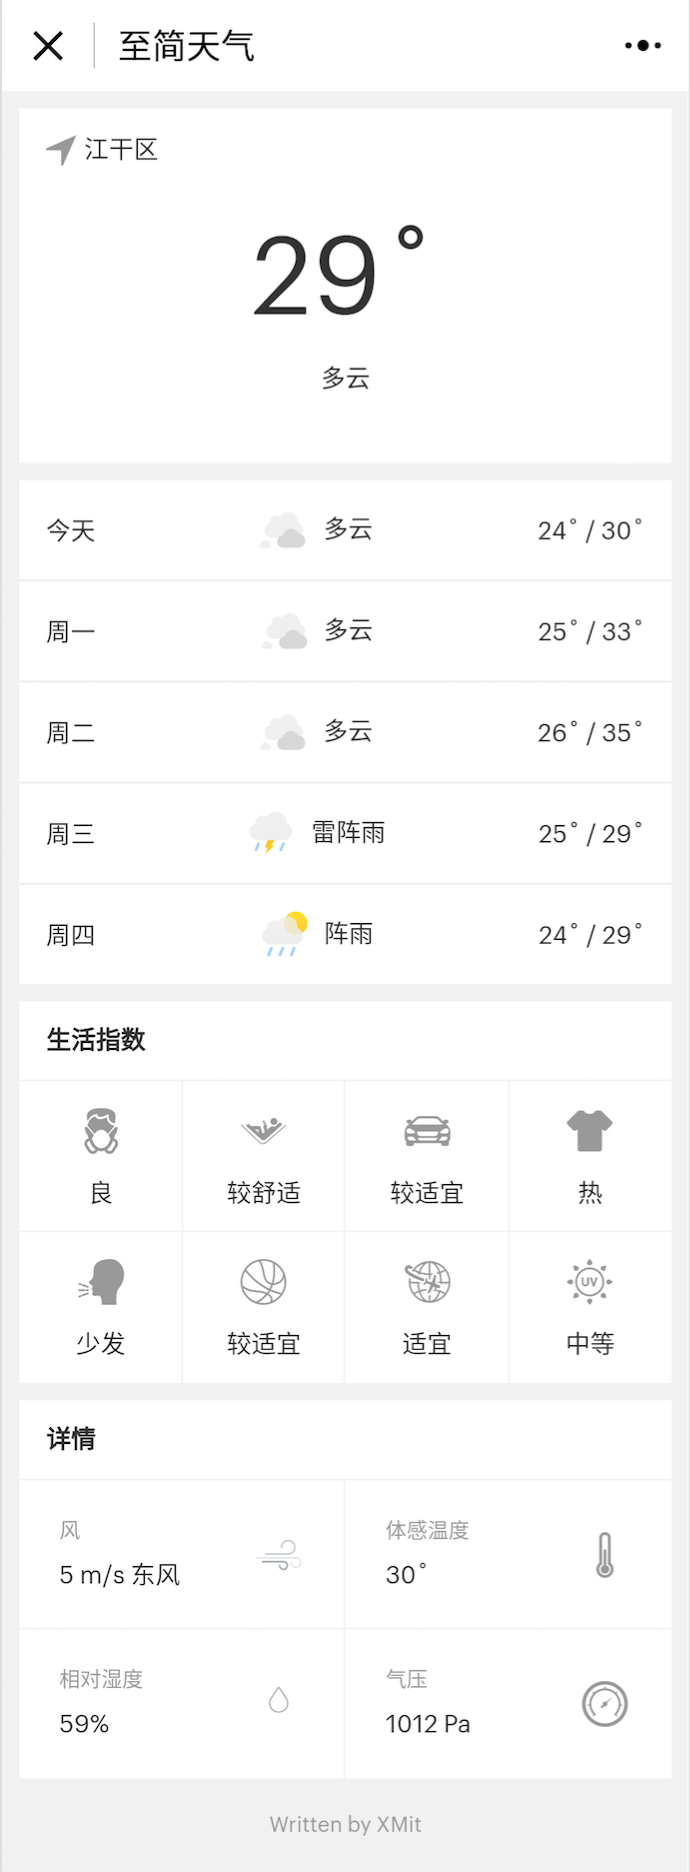 至简天气
江干区
29°
多云
今天 多云 24° / 30°
周一 多云 25° / 33°
周二 多云 26° / 35°
周三 雷阵雨 25° / 29°
周四 阵雨 24° / 29°
生活指数
良 较舒适 较适宜 热
UV
少发 较适宜 适宜 中等
详情
风 体感温度
5 m/s 东风 30°
相对湿度 气压
59% 1012 Pa
Written by XMit